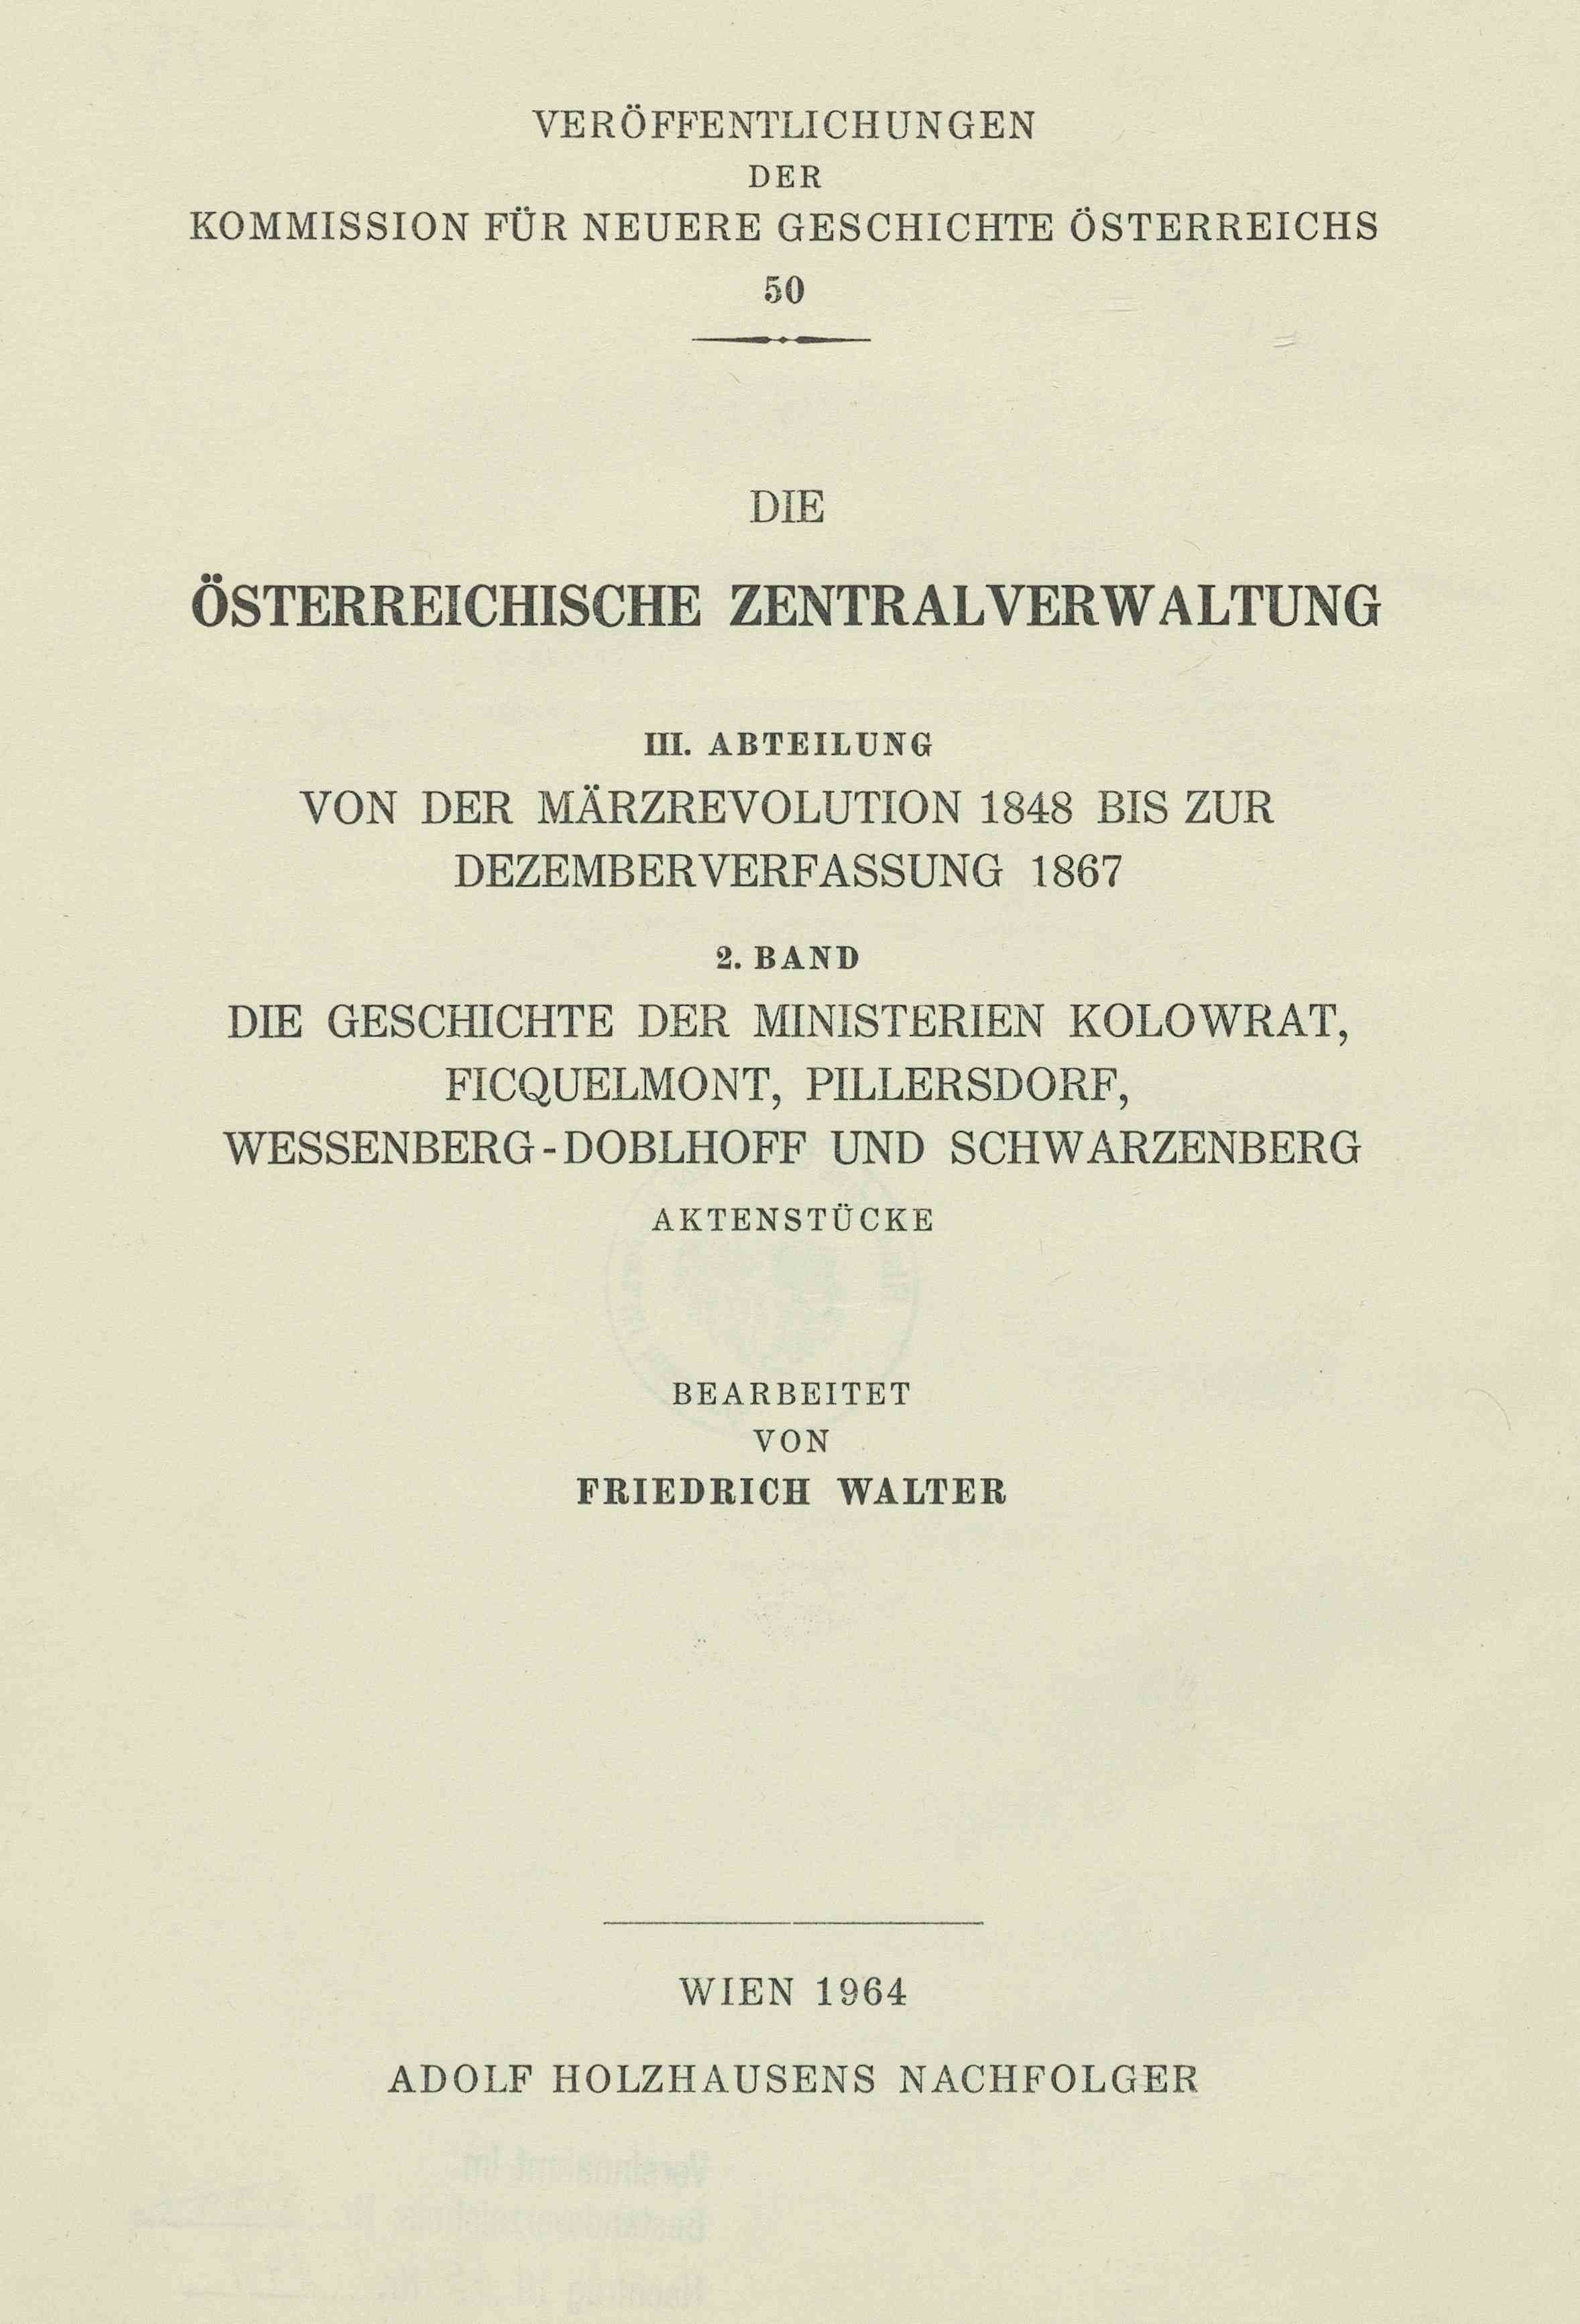 VERÖFFENTLICHUNGEN
DER
KOMMISSION FÜR NEUERE GESCHICHTE ÖSTERREICHS
50
DIE
ÖSTERREICHISCHE ZENTRALVERWALTUNG
III. ABTEILUNG
VON DER MÄRZREVOLUTION 1848 BIS ZUR
DEZEMBERVERFASSUNG 1867
2. BAND
DIE GESCHICHTE DER MINISTERIEN KOLOWRAT,
FICQUELMONT, PILLERSDORF,
WESSENBERG-DOBLHOFF UND SCHWARZENBERG
AKTENSTÜCKE
BEARBEITET
VON
FRIEDRICH WALTER
WIEN 1964
ADOLF HOLZHAUSENS NACHFOLGER